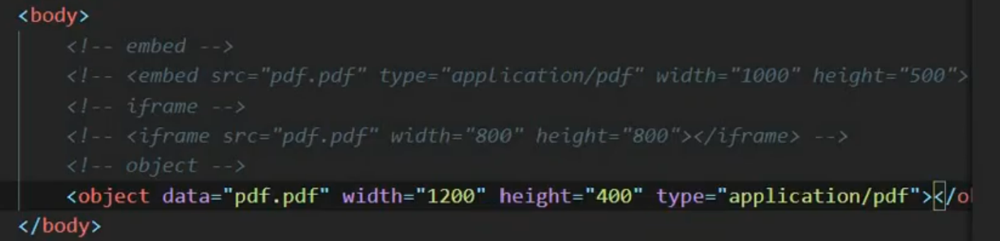 <body>
<!-- embed -->
<!-- <embed src="pdf.pdf" type="application/pdf" width="1000" height="500">
<!-- iframe -->
<!-- <iframe src="pdf.pdf" width="800" height="800"></iframe> -->
<!-- object -->
<object data="pdf.pdf" width="1200" height="400" type="application/pdf"></o
</body>